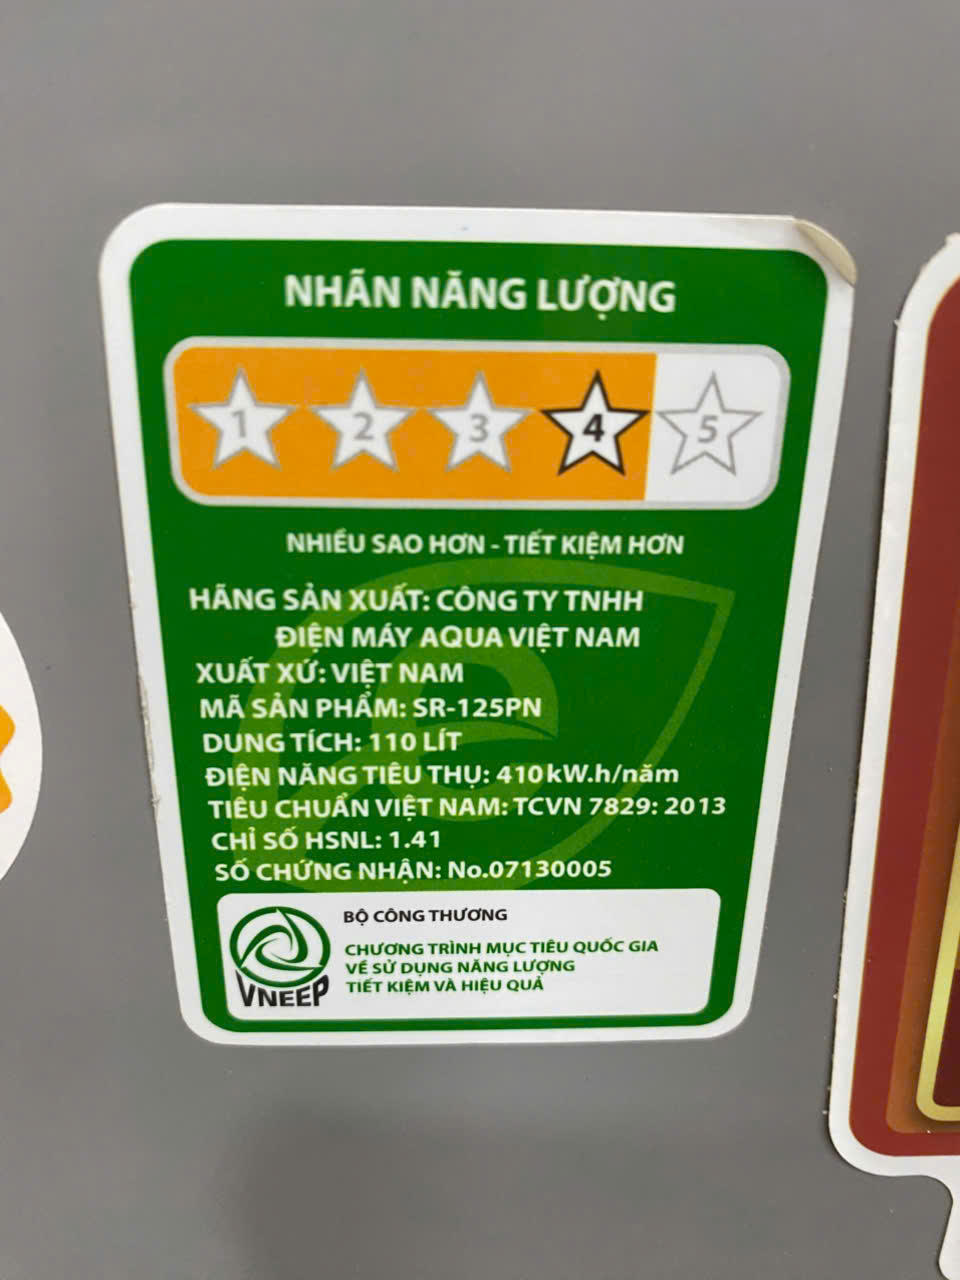 NHÃN NĂNG LƯỢNG
1 2 3 4 5
NHIỀU SAO HƠN - TIẾT KIỆM HƠN
HÃNG SẢN XUẤT: CÔNG TY TNHH
ĐIỆN MÁY AQUA VIỆT NAM
XUẤT XỨ: VIỆT NAM
MÃ SẢN PHẨM: SR-125PN
DUNG TÍCH: 110 LÍT
ĐIỆN NĂNG TIÊU THỤ: 410kW.h/năm
TIÊU CHUẨN VIỆT NAM: TCVN 7829: 2013
CHỈ SỐ HSNL: 1.41
SỐ CHỨNG NHẬN: No.07130005
BỘ CÔNG THƯƠNG
CHƯƠNG TRÌNH MỤC TIÊU QUỐC GIA
VỀ SỬ DỤNG NĂNG LƯỢNG
TIẾT KIỆM VÀ HIỆU QUẢ
VNEEP